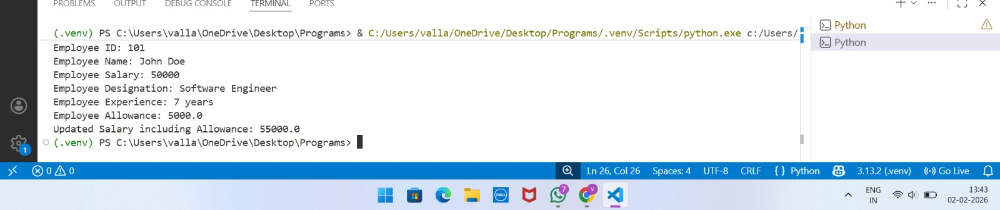 PROBLEMS OUTPUT DEBUG CONSOLE TERMINAL PORTS
(.venv) PS C:\Users\valla\OneDrive\Desktop\Programs> & C:/Users/valla/OneDrive/Desktop/Programs/.venv/Scripts/python.exe c:/Users/
Employee ID: 101
Employee Name: John Doe
Employee Salary: 50000
Employee Designation: Software Engineer
Employee Experience: 7 years
Employee Allowance: 5000.0
Updated Salary including Allowance: 55000.0
(.venv) PS C:\Users\valla\OneDrive\Desktop\Programs>
Python
Python
1
0 0 Ln 26, Col 26 Spaces: 4 UTF-8 CRLF { } Python 3.13.2 (.venv) Go Live
DELL 7 V
ENG
IN
13:43
02-02-2026